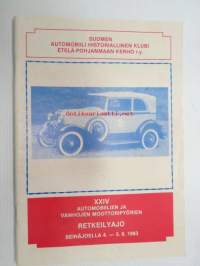 SUOMEN
AUTOMOBIILI HISTORIALLINEN KLUBI
ETELÄ-POHJANMAAN KERHO r.y.
XXIV
AUTOMOBIILIEN JA
VANHOJEN MOOTTORIPYÖRIEN
RETKEILYAJO
SEINÄJOELLA 4. — 5. 6. 1983